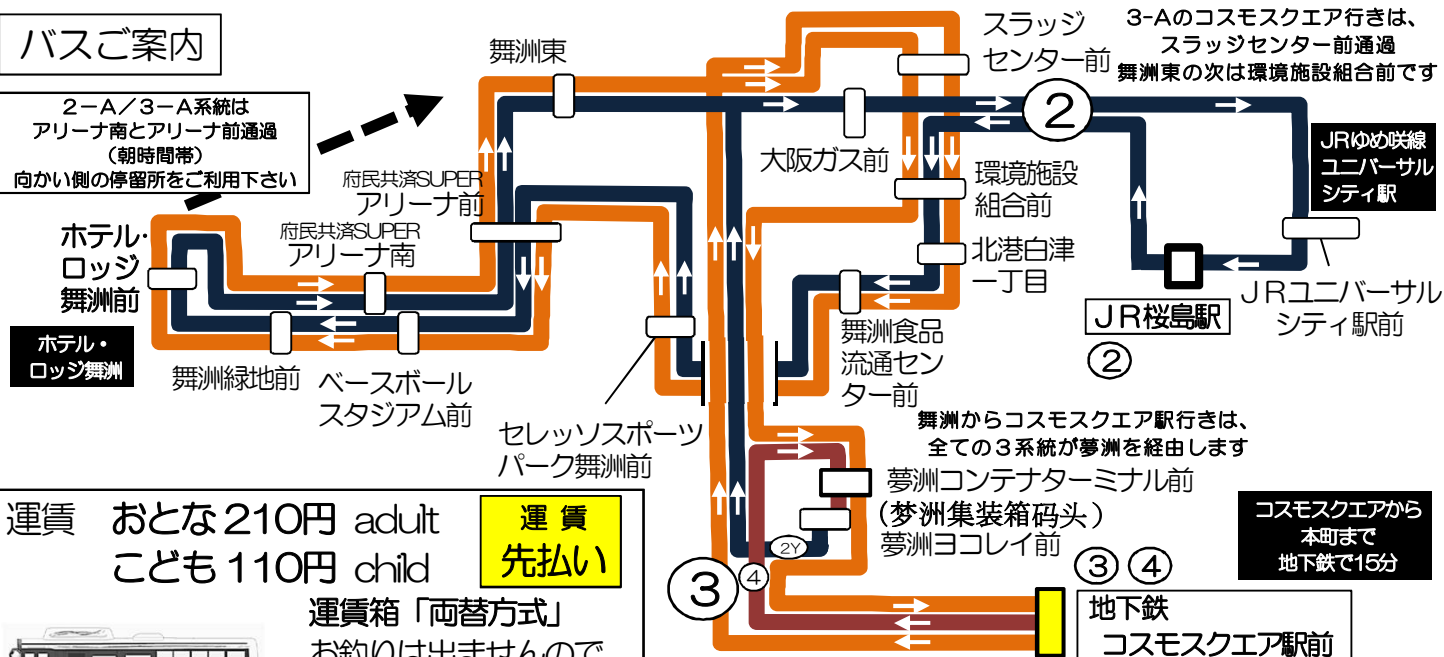 バスご案内
2-A/3-A系統は
アリーナ南とアリーナ前通過
(朝時間帯)
向かい側の停留所をご利用下さい
舞洲東
スラッジ
センター前
3-Aのコスモスクエア行きは、
スラッジセンター前通過
舞洲東の次は環境施設組合前です
②
大阪ガス前
環境施設
組合前
JRゆめ咲線
ユニバーサル
シティ駅
府民共済SUPER
アリーナ前
府民共済SUPER
アリーナ南
ホテル・
ロッジ
舞洲前
北港白津
一丁目
JR桜島駅
②
JRユニバーサル
シティ駅前
ホテル・
ロッジ舞洲
舞洲緑地前
ベースボール
スタジアム前
舞洲食品
流通セン
ター前
セレッソスポーツ
パーク舞洲前
舞洲からコスモスクエア駅行きは、
全ての3系統が夢洲を経由します
夢洲コンテナターミナル前
(梦洲集装箱码头)
夢洲ヨコレイ前
2Y
③
④
コスモスクエアから
本町まで
地下鉄で15分
③ ④
地下鉄
コスモスクエア駅前
運賃 おとな210円 adult
こども110円 child
運賃
先払い
運賃箱「両替方式」
お釣りは出ませんので